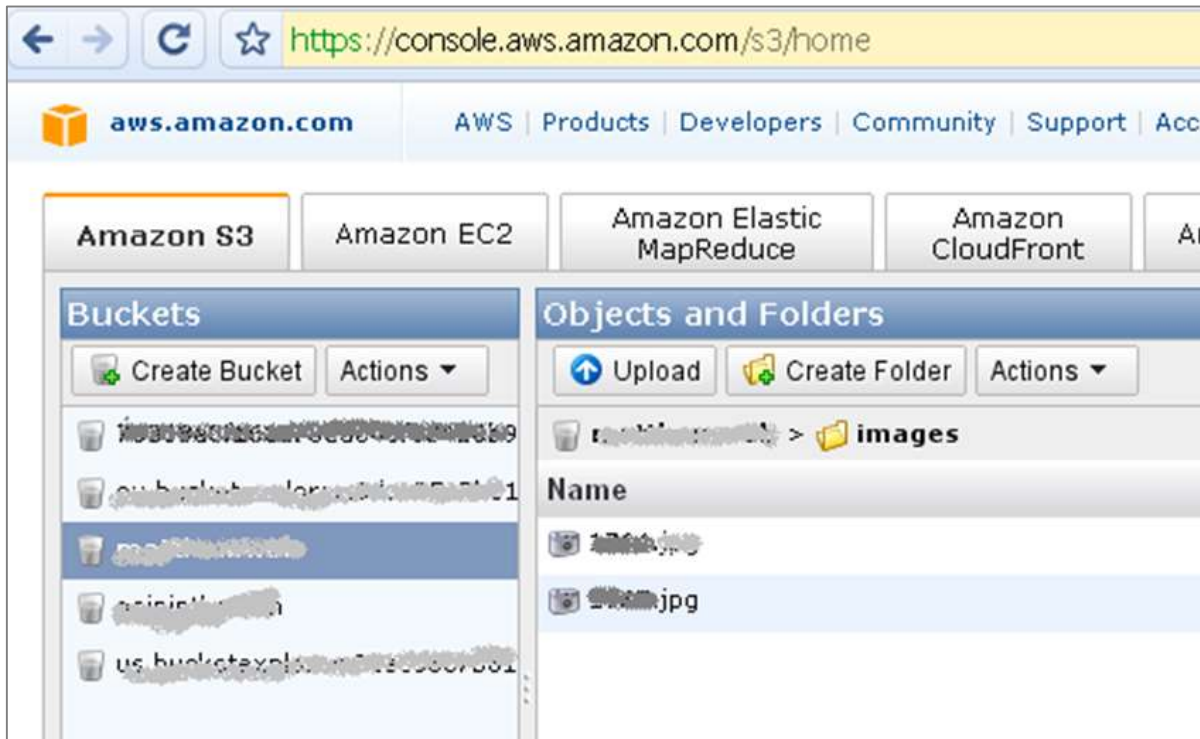 https://console.aws.amazon.com/s3/home
aws.amazon.com AWS | Products | Developers | Community | Support | Acc
Amazon S3 Amazon EC2 Amazon Elastic MapReduce Amazon CloudFront
Buckets Objects and Folders
Create Bucket Actions Upload Create Folder Actions
> images
Name
.jpg
.jpg